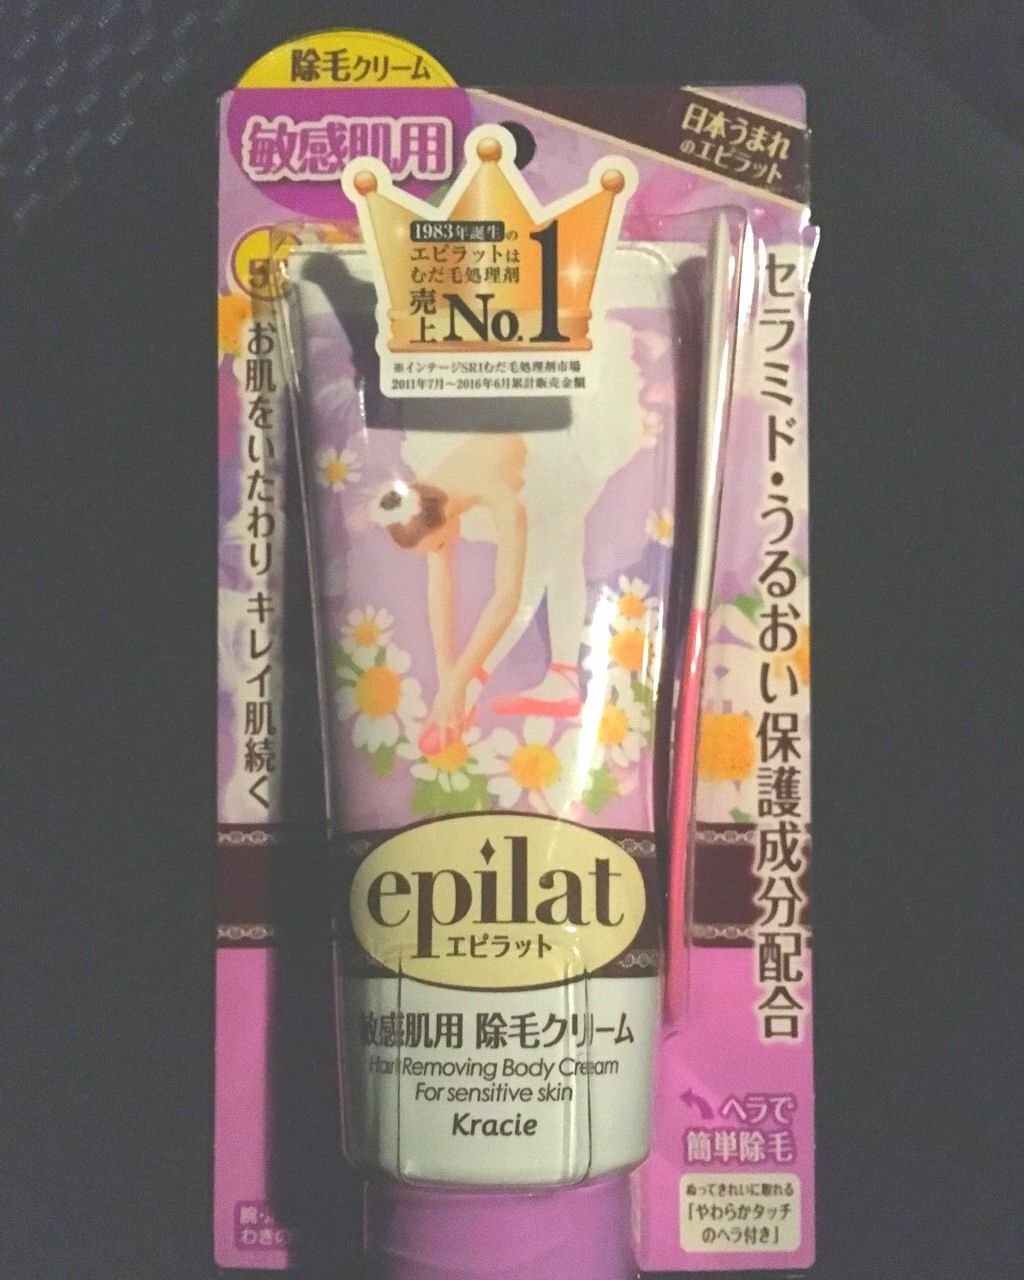 除毛クリーム
敏感肌用
日本うまれ
のエピラット
1983年誕生の
エピラットは
むだ毛処理剤
売上No.1
※インテージSRIむだ毛処理剤市場
2011年7月〜2016年6月累計販売金額
5
お肌をいたわり キレイ肌続く
セラミド・うるおい保護成分配合
epilat
エピラット
敏感肌用 除毛クリーム
Hair Removing Body Cream
For sensitive skin
Kracie
ヘラで
簡単除毛
ぬってきれいに取れる
「やわらかタッチ
のヘラ付き」
腕・
わきの